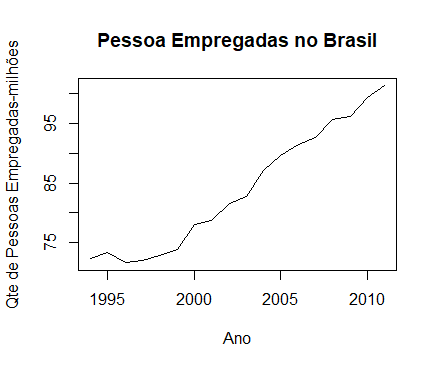 Pessoa Empregadas no Brasil
Qte de Pessoas Empregadas-milhões
95
85
75
1995 2000 2005 2010
Ano